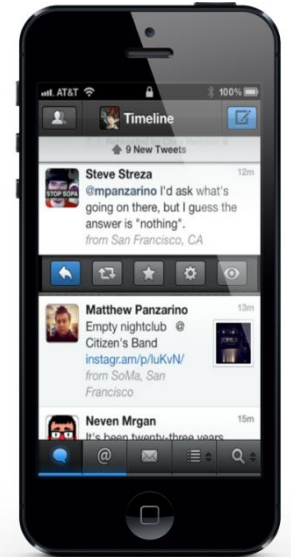 AT&T 100%
Timeline
9 New Tweets
Steve Streza 12m
STOP SOPA
@mpanzarino I'd ask what's
going on there, but I guess the
answer is "nothing".
from San Francisco, CA
Matthew Panzarino 13m
Empty nightclub @
Citizen's Band
instagr.am/p/IuKvN/
from SoMa, San
Francisco
Neven Mrgan 15m
It's been twenty-three years
@